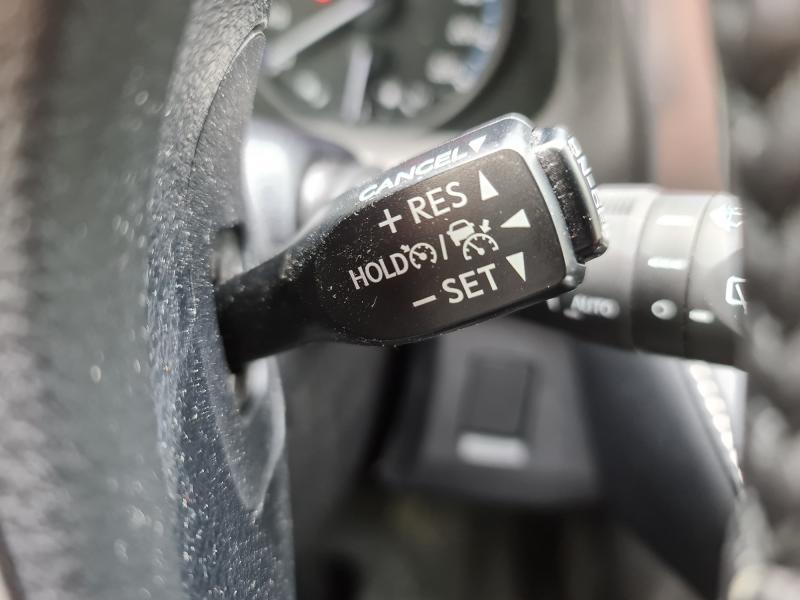 CANCEL
+ RES
HOLD /
− SET
AUTO